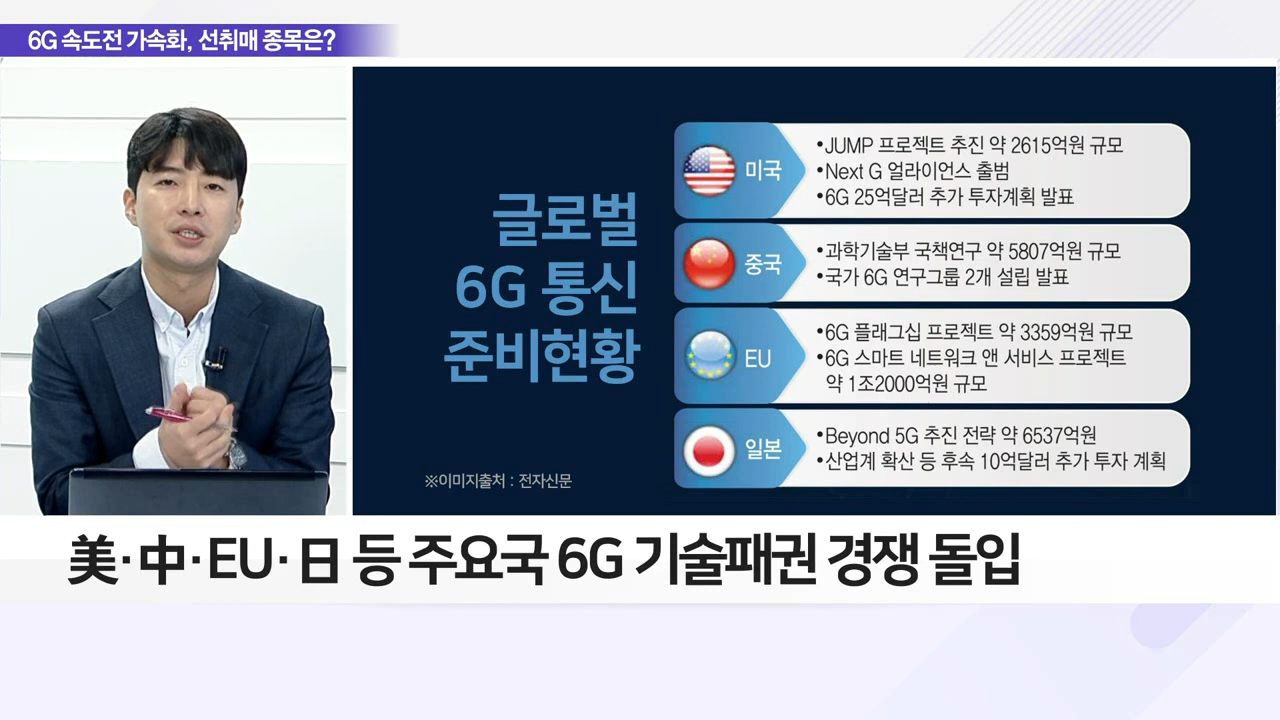 6G 속도전 가속화, 선취매 종목은?
글로벌
6G 통신
준비현황
※이미지출처 : 전자신문
미국
•JUMP 프로젝트 추진 약 2615억원 규모
•Next G 얼라이언스 출범
•6G 25억달러 추가 투자계획 발표
중국
•과학기술부 국책연구 약 5807억원 규모
•국가 6G 연구그룹 2개 설립 발표
EU
•6G 플래그십 프로젝트 약 3359억원 규모
•6G 스마트 네트워크 앤 서비스 프로젝트
약 1조2000억원 규모
일본
•Beyond 5G 추진 전략 약 6537억원
•산업계 확산 등 후속 10억달러 추가 투자 계획
美·中·EU·日 등 주요국 6G 기술패권 경쟁 돌입